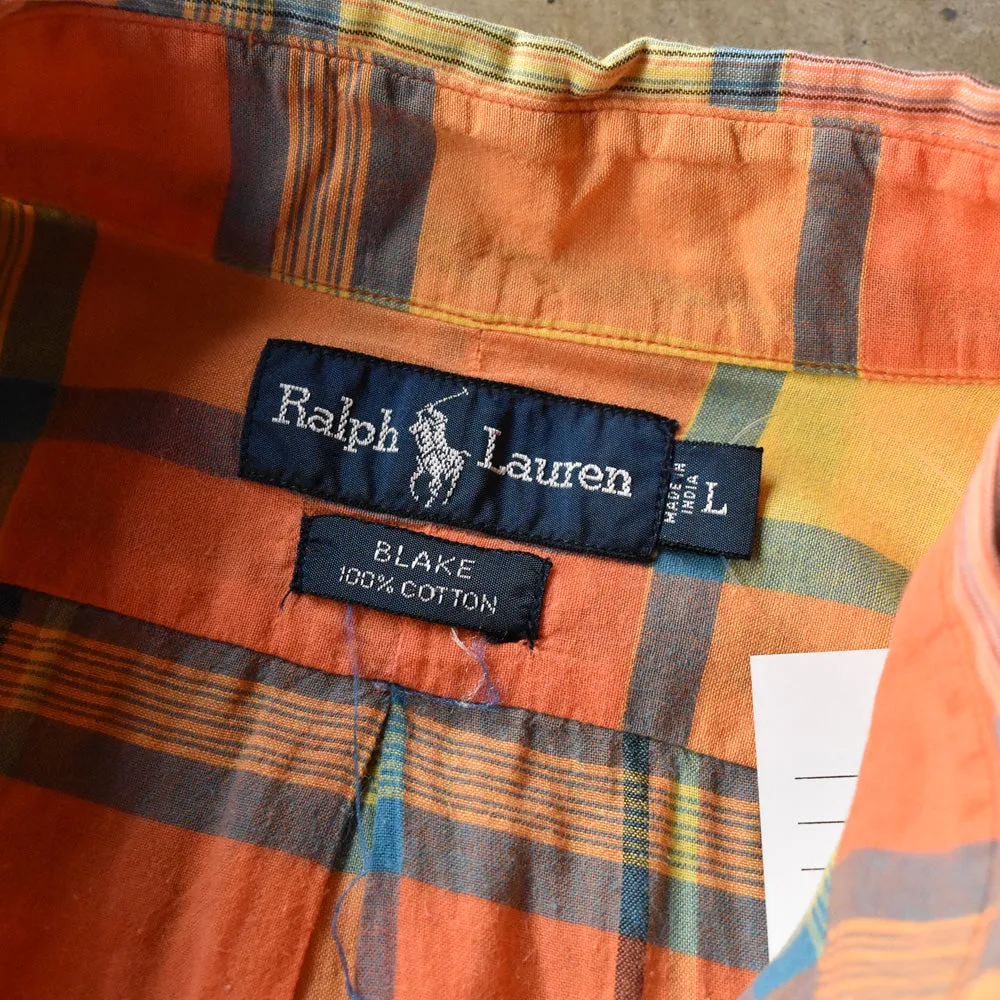 Ralph Lauren
MADE IN
INDIA
L
BLAKE
100% COTTON